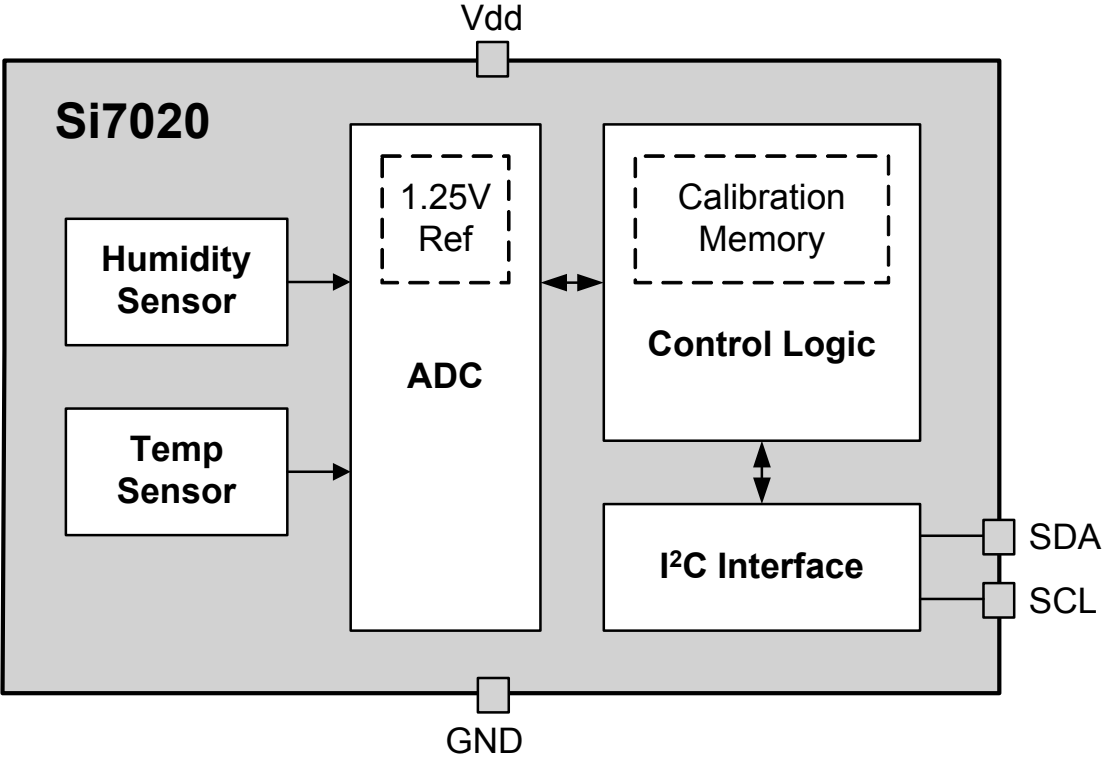 Vdd
Si7020
1.25V
Ref
ADC
Calibration
Memory
Control Logic
Humidity
Sensor
Temp
Sensor
I²C Interface
SDA
SCL
GND